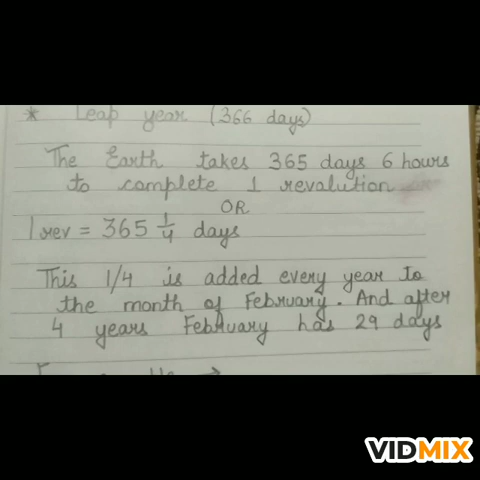 * Leap year (366 days)
The Earth takes 365 days 6 hours
to complete 1 revalution
OR
1 rev = 365 1/4 days
This 1/4 is added every year to
the month of February. And after
4 years February has 29 days
VIDMIX